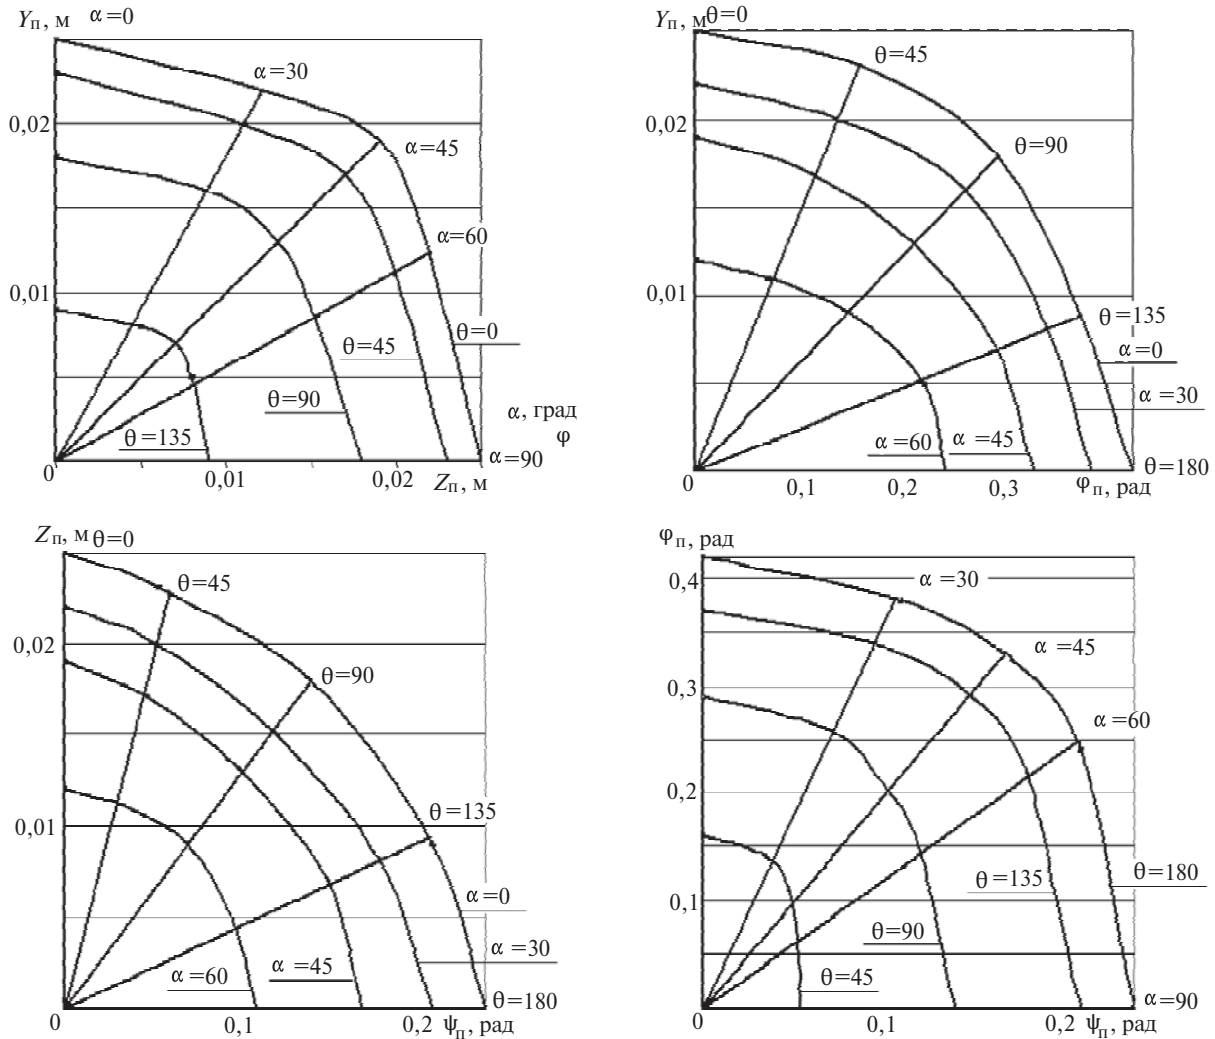 Yп, м α=0
α=30
0,02
α=45
α=60
0,01
θ=0
θ=45
θ=90
α, град
θ=135
φ
α=90
0 0,01 0,02
Zп, м
Yп, м θ=0
θ=45
0,02
θ=90
0,01
θ=135
α=0
α=30
α=60 α=45
θ=180
0 0,1 0,2 0,3 φп, рад
Zп, м θ=0
θ=45
0,02
θ=90
θ=135
0,01
α=0
α=30
α=60 α=45
θ=180
0 0,1 0,2 ψп, рад
φп, рад
0,4
α=30
α=45
0,3
α=60
0,2
θ=180
θ=135
0,1
θ=90
θ=45
α=90
0 0,1 0,2 ψп, рад